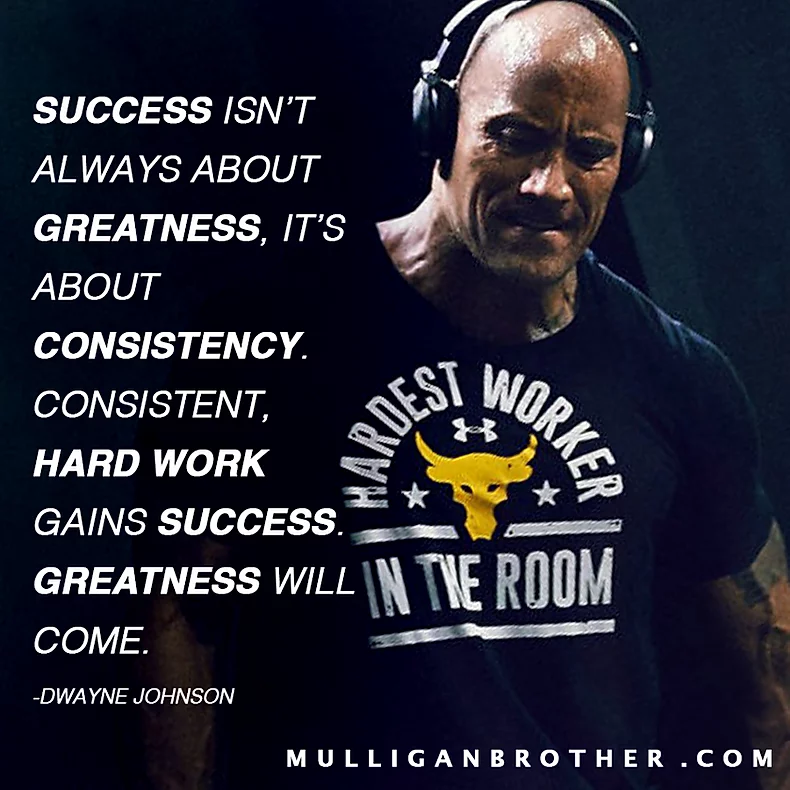 SUCCESS ISN'T
ALWAYS ABOUT
GREATNESS, IT'S
ABOUT
CONSISTENCY.
CONSISTENT,
HARD WORK
GAINS SUCCESS.
GREATNESS WILL
COME.
-DWAYNE JOHNSON
HARDEST WORKER
IN THE ROOM
MULLIGANBROTHER.COM